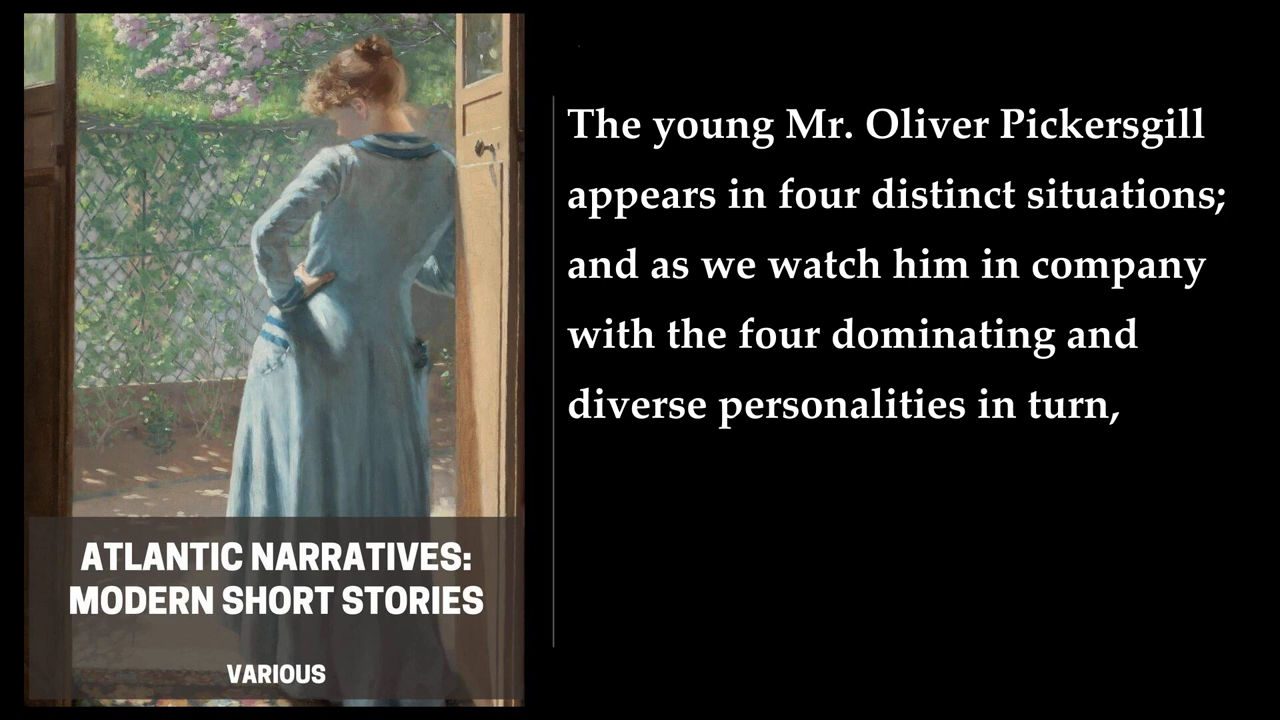 The young Mr. Oliver Pickersgill
appears in four distinct situations;
and as we watch him in company
with the four dominating and
diverse personalities in turn,
ATLANTIC NARRATIVES:
MODERN SHORT STORIES
VARIOUS